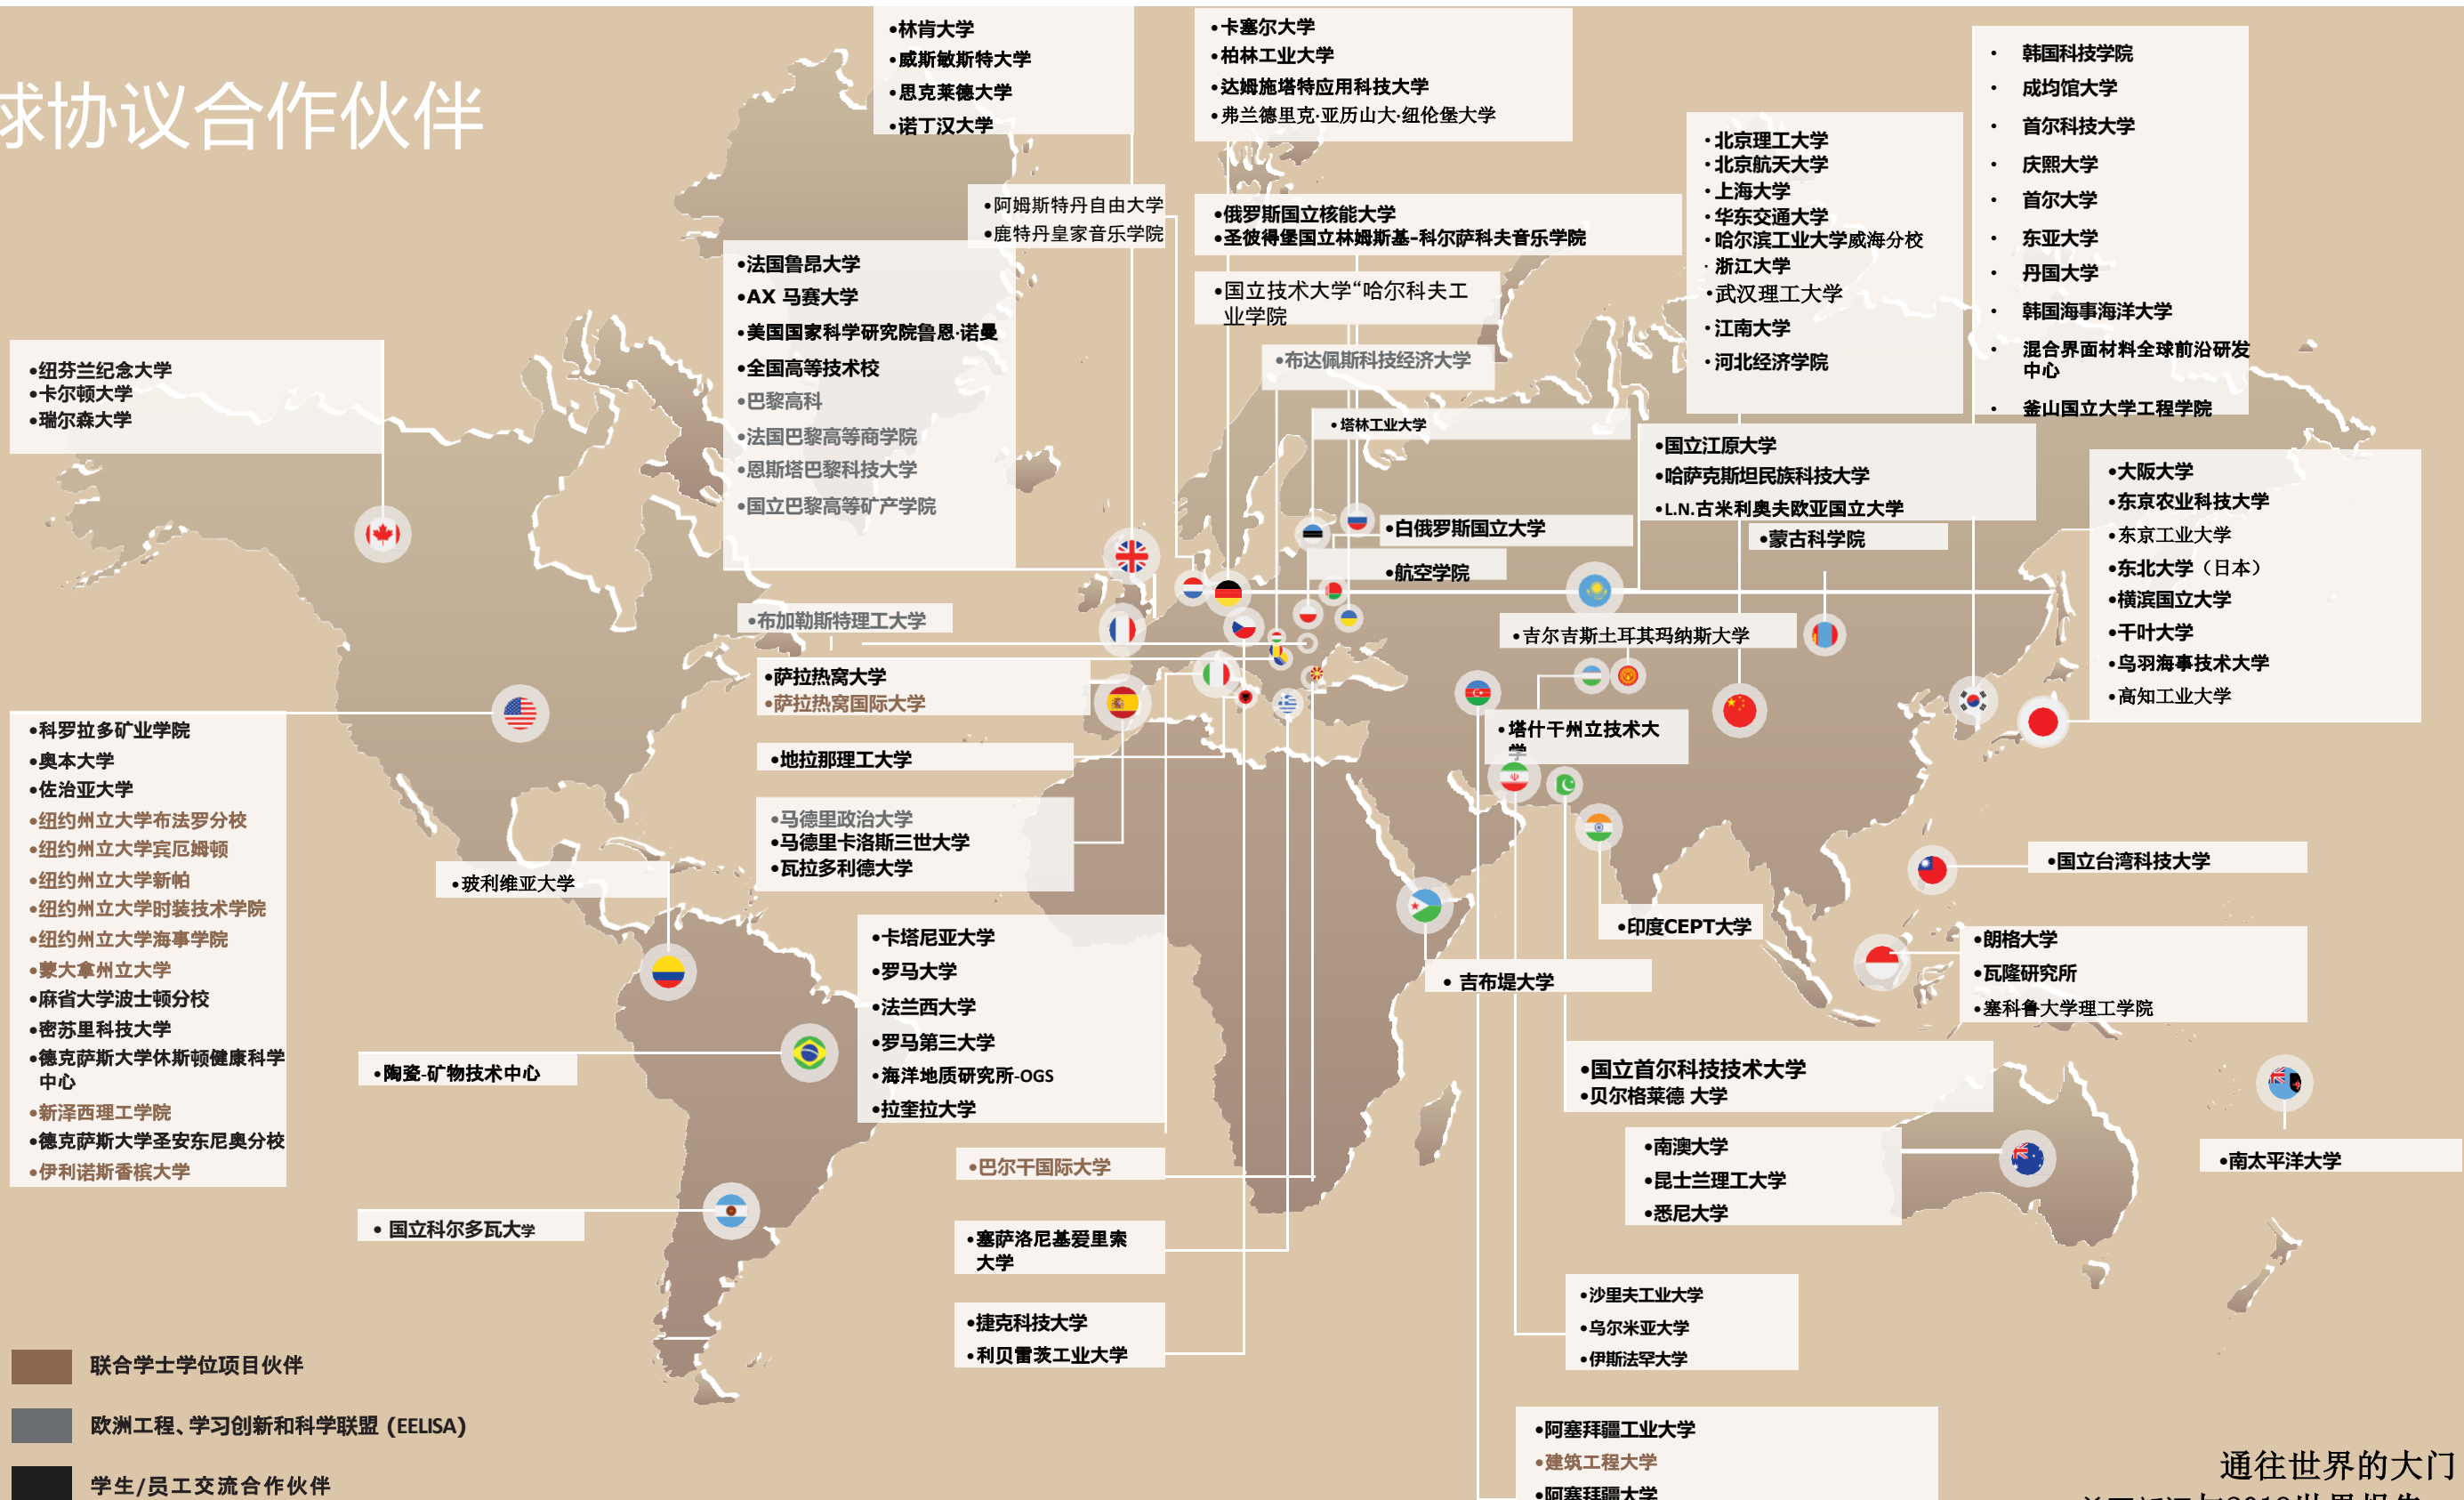 球协议合作伙伴
•林肯大学
•威斯敏斯特大学
•思克莱德大学
•诺丁汉大学
•卡塞尔大学
•柏林工业大学
•达姆施塔特应用科技大学
•弗兰德里克·亚历山大·纽伦堡大学
• 韩国科技学院
• 成均馆大学
• 首尔科技大学
• 庆熙大学
• 首尔大学
• 东亚大学
• 丹国大学
• 韩国海事海洋大学
• 混合界面材料全球前沿研发
中心
• 釜山国立大学工程学院
•北京理工大学
•北京航天大学
•上海大学
•华东交通大学
•哈尔滨工业大学威海分校
•浙江大学
•武汉理工大学
•江南大学
•河北经济学院
•阿姆斯特丹自由大学
•鹿特丹皇家音乐学院
•俄罗斯国立核能大学
•圣彼得堡国立林姆斯基-科尔萨科夫音乐学院
•国立技术大学“哈尔科夫工
业学院
•布达佩斯科技经济大学
•塔林工业大学
•法国鲁昂大学
•AX 马赛大学
•美国国家科学研究院鲁恩·诺曼
•全国高等技术校
•巴黎高科
•法国巴黎高等商学院
•恩斯塔巴黎科技大学
•国立巴黎高等矿产学院
•纽芬兰纪念大学
•卡尔顿大学
•瑞尔森大学
•国立江原大学
•哈萨克斯坦民族科技大学
•L.N.古米利奥夫欧亚国立大学
•蒙古科学院
•白俄罗斯国立大学
•航空学院
•大阪大学
•东京农业科技大学
•东京工业大学
•东北大学（日本）
•横滨国立大学
•干叶大学
•鸟羽海事技术大学
•高知工业大学
•布加勒斯特理工大学
•吉尔吉斯土耳其玛纳斯大学
•萨拉热窝大学
•萨拉热窝国际大学
•塔什干州立技术大
学
•地拉那理工大学
•马德里政治大学
•马德里卡洛斯三世大学
•瓦拉多利德大学
•科罗拉多矿业学院
•奥本大学
•佐治亚大学
•纽约州立大学布法罗分校
•纽约州立大学宾厄姆顿
•纽约州立大学新帕
•纽约州立大学时装技术学院
•纽约州立大学海事学院
•蒙大拿州立大学
•麻省大学波士顿分校
•密苏里科技大学
•德克萨斯大学休斯顿健康科学
中心
•新泽西理工学院
•德克萨斯大学圣安东尼奥分校
•伊利诺斯香槟大学
•玻利维亚大学
•国立台湾科技大学
•印度CEPT大学
•朗格大学
•瓦隆研究所
•塞科鲁大学理工学院
• 吉布堤大学
•卡塔尼亚大学
•罗马大学
•法兰西大学
•罗马第三大学
•海洋地质研究所-OGS
•拉奎拉大学
•陶瓷-矿物技术中心
•国立首尔科技技术大学
•贝尔格莱德 大学
•南澳大学
•昆士兰理工大学
•悉尼大学
•南太平洋大学
•巴尔干国际大学
• 国立科尔多瓦大学
•塞萨洛尼基爱里索
大学
•捷克科技大学
•利贝雷茨工业大学
•沙里夫工业大学
•乌尔米亚大学
•伊斯法罕大学
联合学士学位项目伙伴
欧洲工程、学习创新和科学联盟 (EELISA)
学生/员工交流合作伙伴
•阿塞拜疆工业大学
•建筑工程大学
•阿塞拜疆大学
通往世界的大门